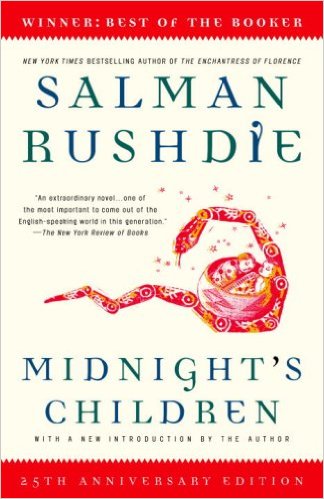 WINNER: BEST OF THE BOOKER
NEW YORK TIMES BESTSELLING AUTHOR OF THE ENCHANTRESS OF FLORENCE
SALMAN
RUSHDIE
"An extraordinary novel...one of
the most important to come out of the
English-speaking world in this generation."
—The New York Review of Books
MIDNIGHT'S
CHILDREN
WITH A NEW INTRODUCTION BY THE AUTHOR
25TH ANNIVERSARY EDITION